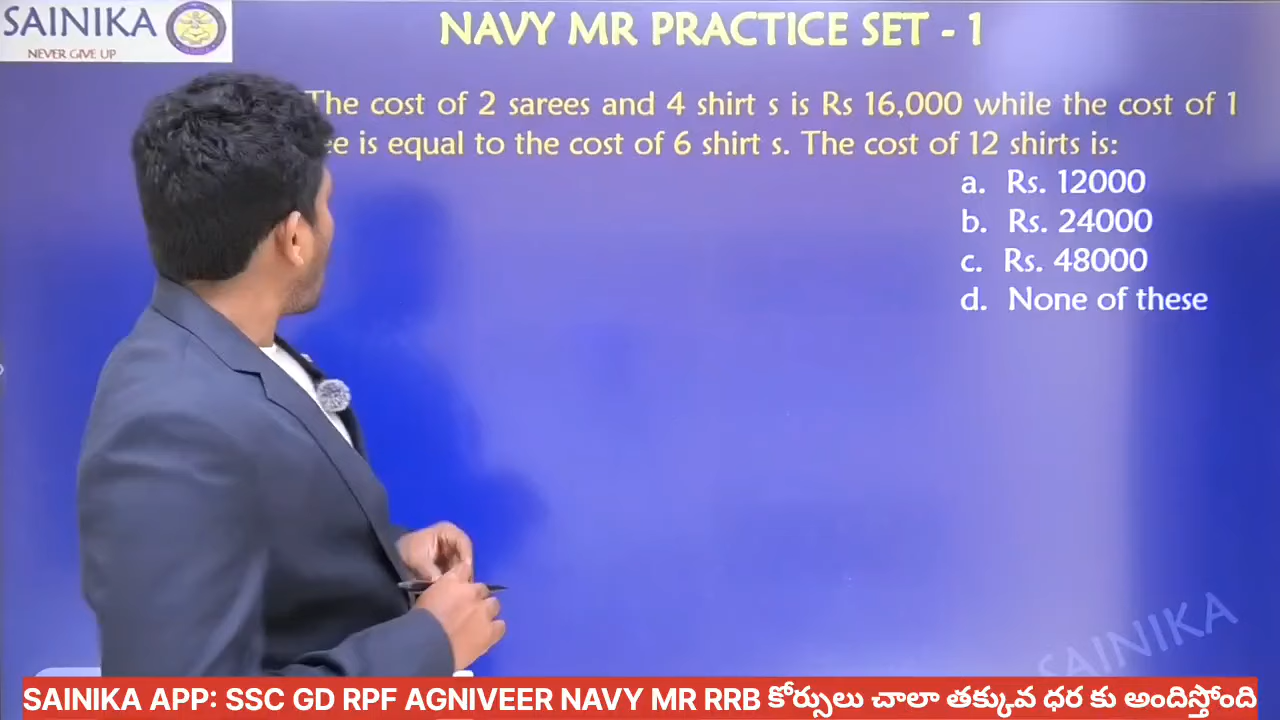 SAINIKA
NEVER GIVE UP
NAVY MR PRACTICE SET - 1
The cost of 2 sarees and 4 shirt s is Rs 16,000 while the cost of 1
ee is equal to the cost of 6 shirt s. The cost of 12 shirts is:
a. Rs. 12000
b. Rs. 24000
c. Rs. 48000
d. None of these
SAINIKA
SAINIKA APP: SSC GD RPF AGNIVEER NAVY MR RRB కోర్సులు చాలా తక్కువ ధర కు అందిస్తోంది